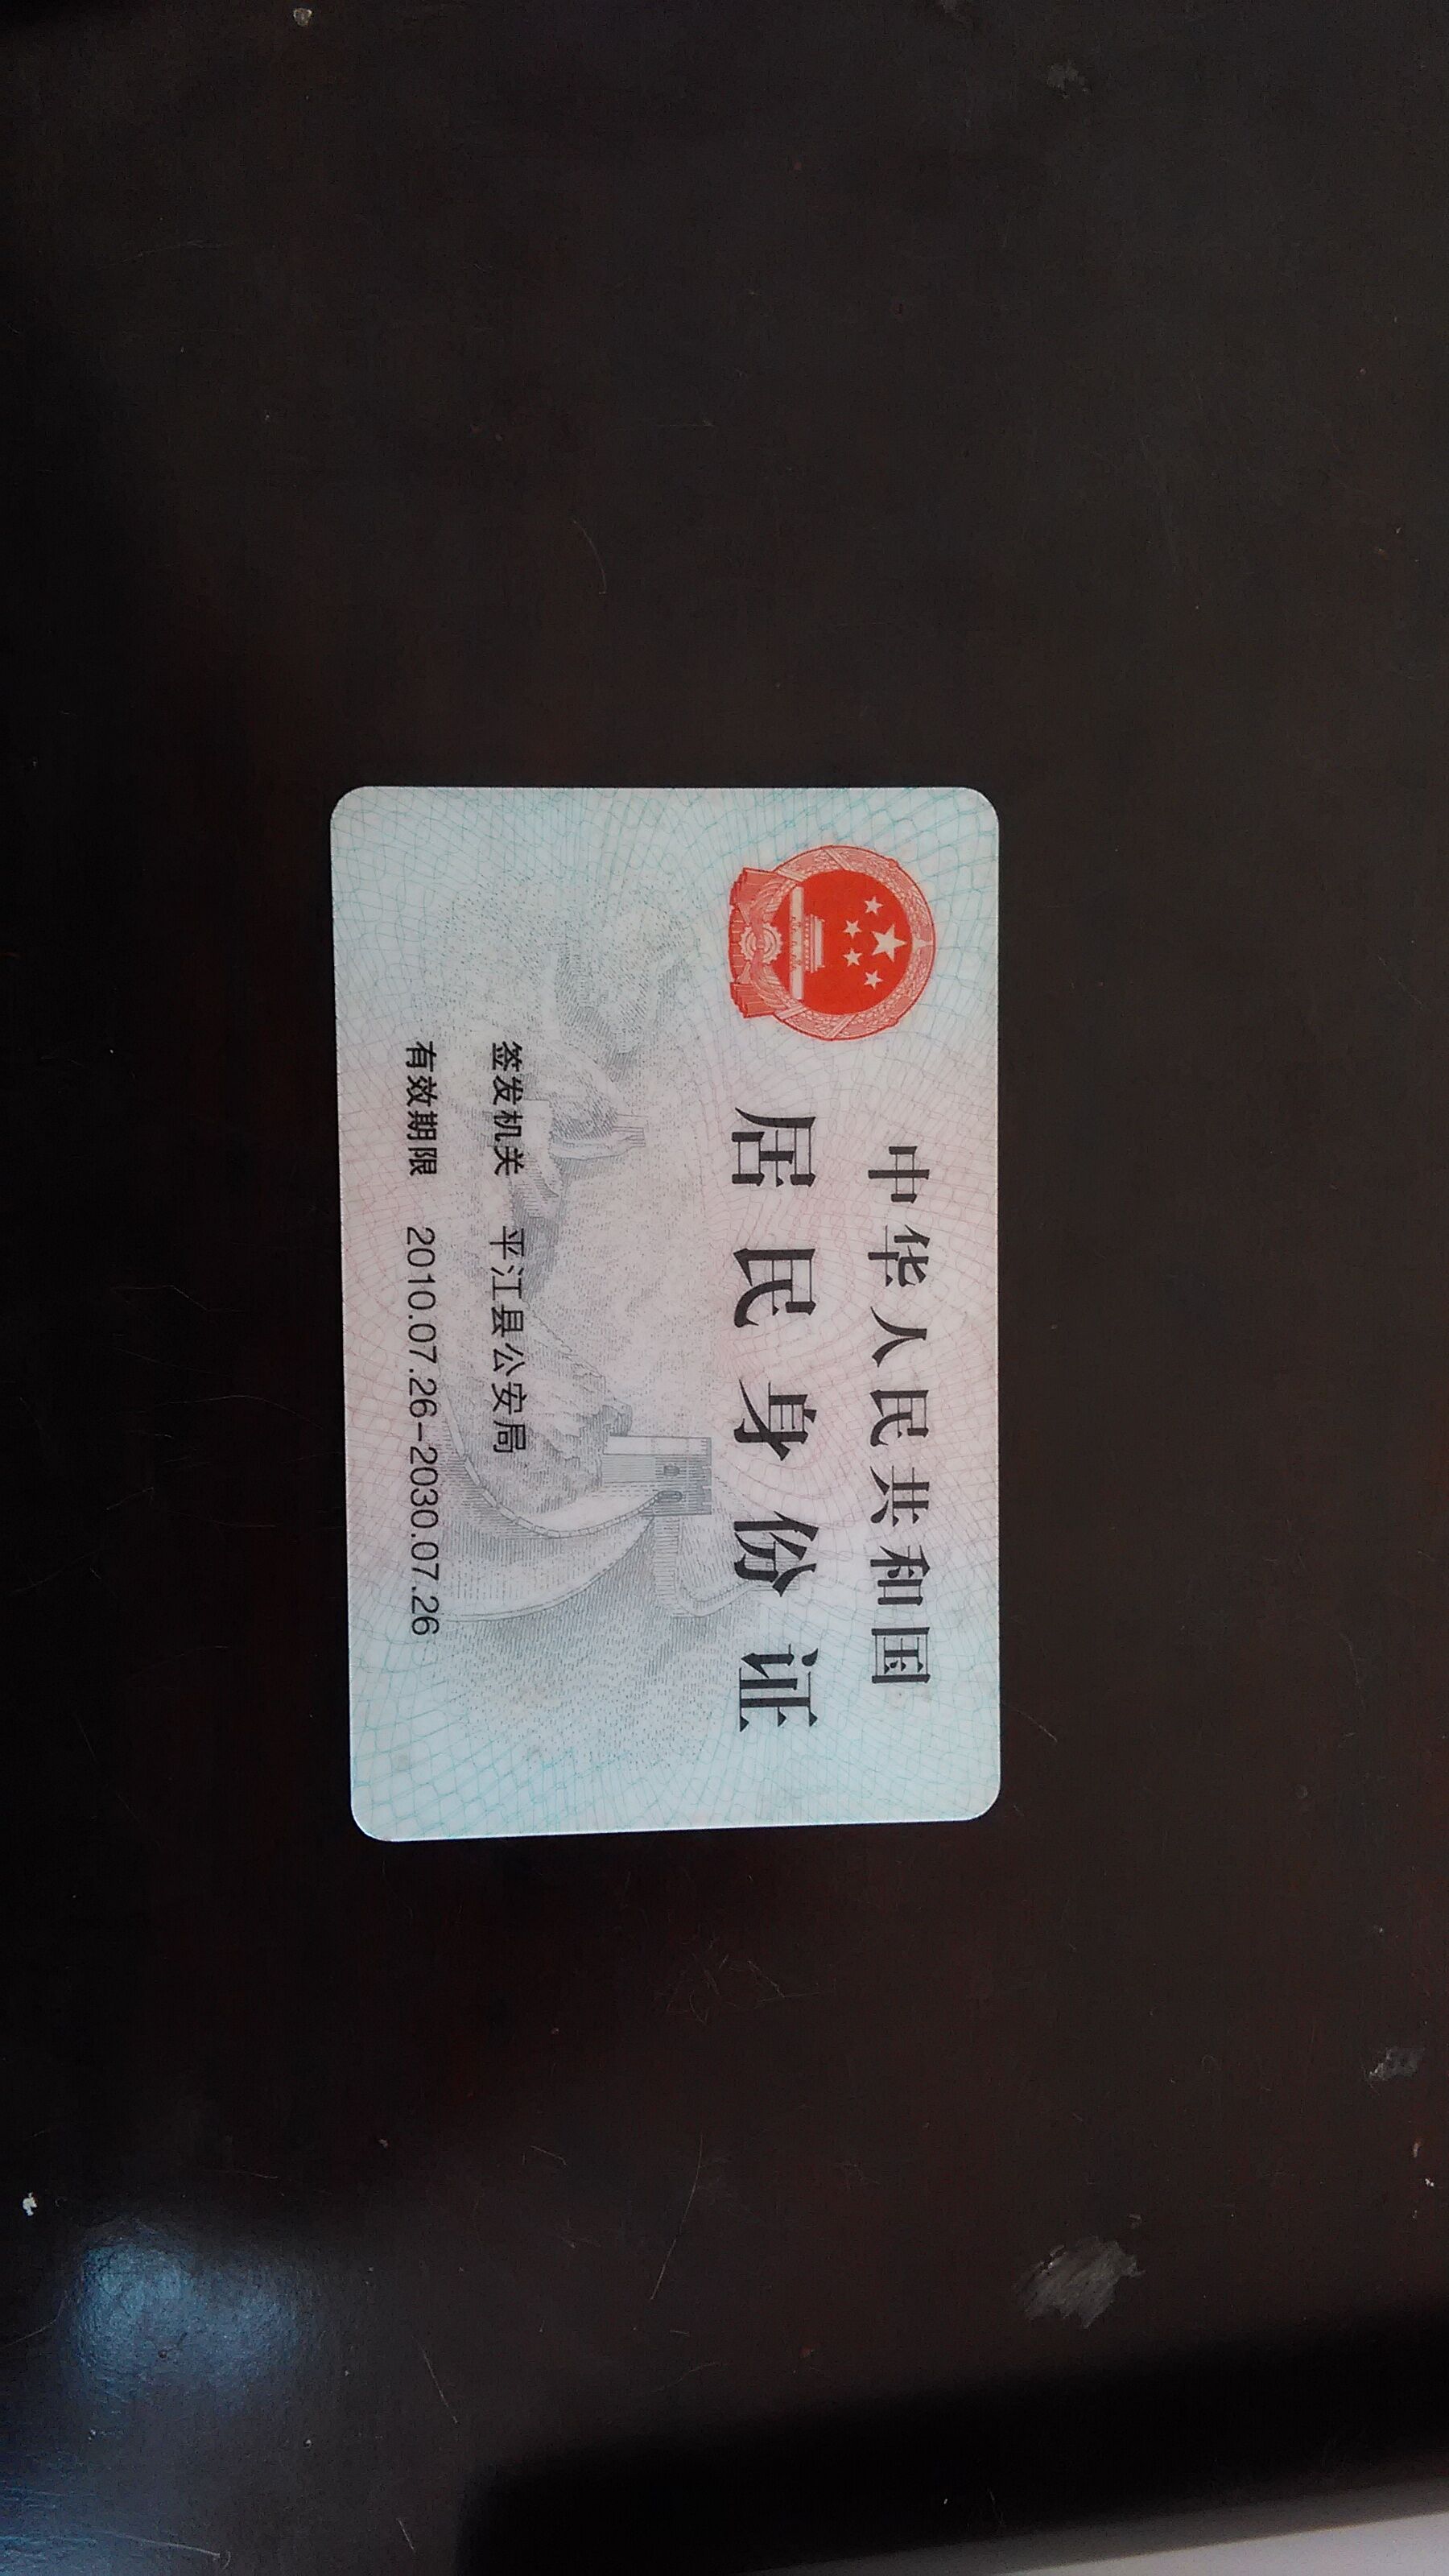 中华人民共和国
居民身份证
签发机关 平江县公安局
有效期限 2010.07.26-2030.07.26